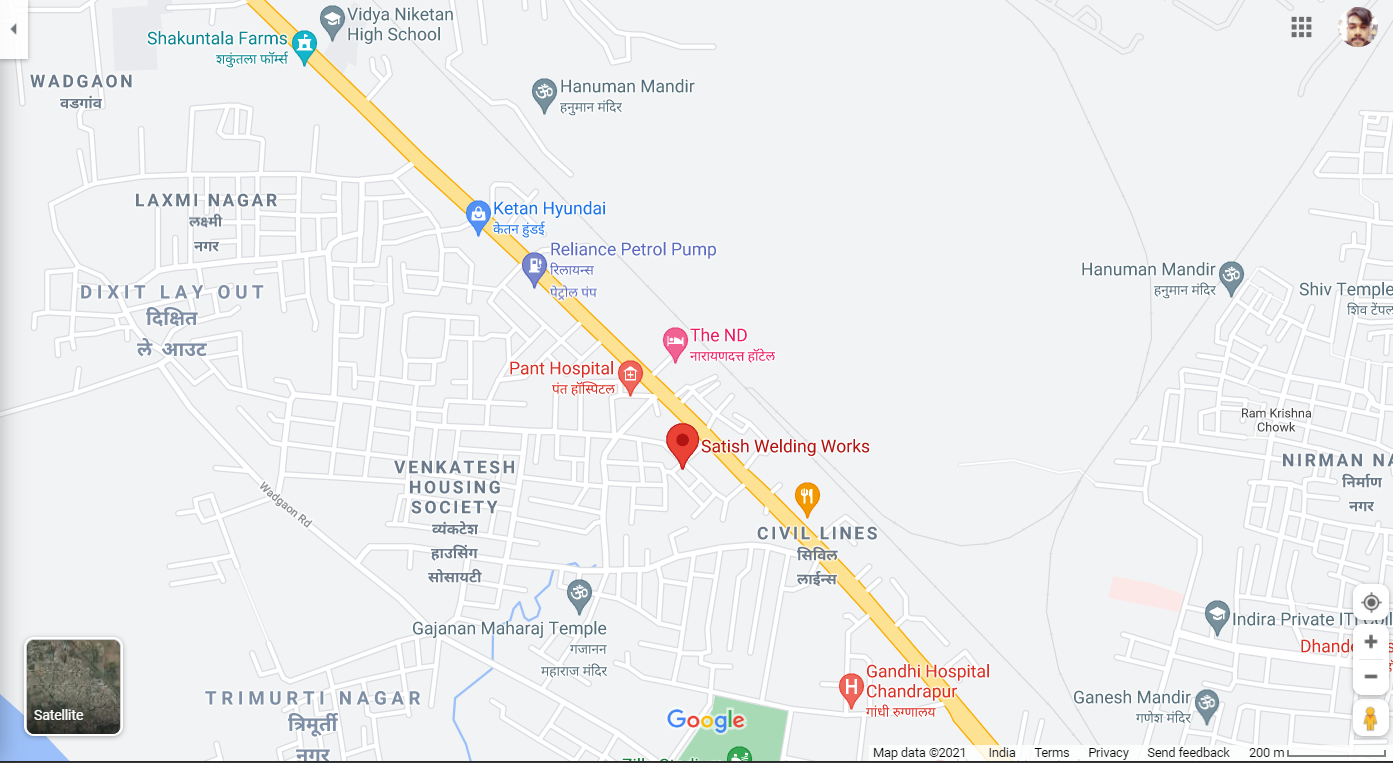 Vidya Niketan
High School
Shakuntala Farms
शकुंतला फॉर्म्स
WADGAON
वडगांव
Hanuman Mandir
हनुमान मंदिर
LAXMI NAGAR
लक्ष्मी
नगर
Ketan Hyundai
केतन हुंडई
Reliance Petrol Pump
रिलायन्स
पेट्रोल पंप
Hanuman Mandir
हनुमान मंदिर
Shiv Temple
शिव टेंपल
DIXIT LAY OUT
दिक्षित
ले आउट
The ND
नारायणदत्त हॉटेल
Pant Hospital
पंत हॉस्पिटल
Ram Krishna
Chowk
Satish Welding Works
VENKATESH
HOUSING
SOCIETY
व्यंकटेश
हाउसिंग
सोसायटी
NIRMAN NA
निर्माण
नगर
Wadgaon Rd
CIVIL LINES
सिविल
लाईन्स
Gajanan Maharaj Temple
गजानन
महाराज मंदिर
Indira Private ITI Coll
Dhande
Gandhi Hospital
Chandrapur
गांधी रुग्णालय
Ganesh Mandir
गणेश मंदिर
TRIMURTI NAGAR
त्रिमूर्ती
नगर
Satellite
Google
Map data ©2021 India Terms Privacy Send feedback 200 m